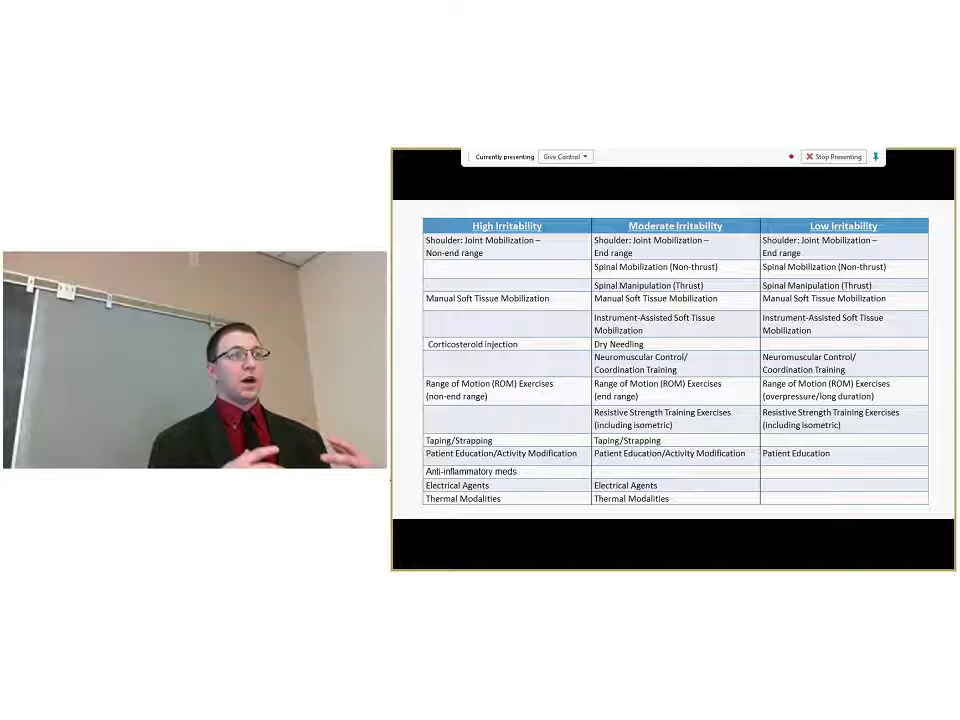 Currently presenting Give Control Stop Presenting
High Irritability Moderate Irritability Low Irritability
Shoulder: Joint Mobilization – Shoulder: Joint Mobilization – Shoulder: Joint Mobilization –
Non-end range End range End range
Spinal Mobilization (Non-thrust) Spinal Mobilization (Non-thrust)
Spinal Manipulation (Thrust) Spinal Manipulation (Thrust)
Manual Soft Tissue Mobilization Manual Soft Tissue Mobilization Manual Soft Tissue Mobilization
Instrument-Assisted Soft Tissue Instrument-Assisted Soft Tissue
Mobilization Mobilization
Corticosteroid injection Dry Needling
Neuromuscular Control/ Neuromuscular Control/
Coordination Training Coordination Training
Range of Motion (ROM) Exercises Range of Motion (ROM) Exercises Range of Motion (ROM) Exercises
(non-end range) (end range) (overpressure/long duration)
Resistive Strength Training Exercises Resistive Strength Training Exercises
(including isometric) (including isometric)
Taping/Strapping Taping/Strapping
Patient Education/Activity Modification Patient Education/Activity Modification Patient Education
Anti-inflammatory meds
Electrical Agents Electrical Agents
Thermal Modalities Thermal Modalities